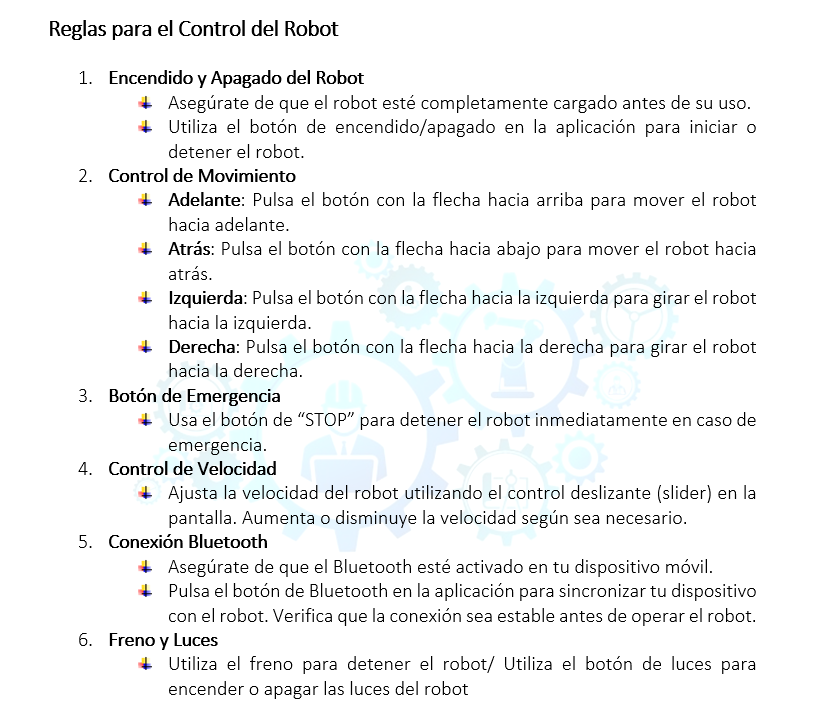 Reglas para el Control del Robot
1. Encendido y Apagado del Robot
Asegúrate de que el robot esté completamente cargado antes de su uso.
Utiliza el botón de encendido/apagado en la aplicación para iniciar o
detener el robot.
2. Control de Movimiento
Adelante: Pulsa el botón con la flecha hacia arriba para mover el robot
hacia adelante.
Atrás: Pulsa el botón con la flecha hacia abajo para mover el robot hacia
atrás.
Izquierda: Pulsa el botón con la flecha hacia la izquierda para girar el robot
hacia la izquierda.
Derecha: Pulsa el botón con la flecha hacia la derecha para girar el robot
hacia la derecha.
3. Botón de Emergencia
Usa el botón de “STOP” para detener el robot inmediatamente en caso de
emergencia.
4. Control de Velocidad
Ajusta la velocidad del robot utilizando el control deslizante (slider) en la
pantalla. Aumenta o disminuye la velocidad según sea necesario.
5. Conexión Bluetooth
Asegúrate de que el Bluetooth esté activado en tu dispositivo móvil.
Pulsa el botón de Bluetooth en la aplicación para sincronizar tu dispositivo
con el robot. Verifica que la conexión sea estable antes de operar el robot.
6. Freno y Luces
Utiliza el freno para detener el robot/ Utiliza el botón de luces para
encender o apagar las luces del robot